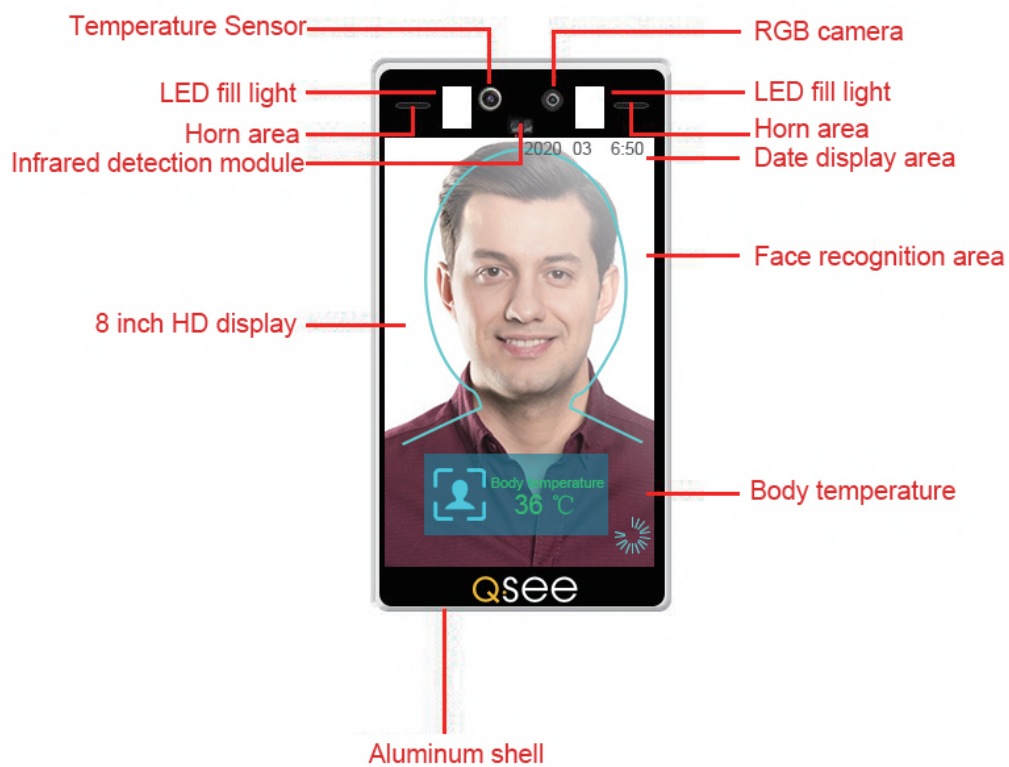 Temperature Sensor
RGB camera
LED fill light
LED fill light
Horn area
Horn area
Infrared detection module
2020 03 6:50
Date display area
Face recognition area
8 inch HD display
Body temperature
36 ℃
Body temperature
Qsee
Aluminum shell